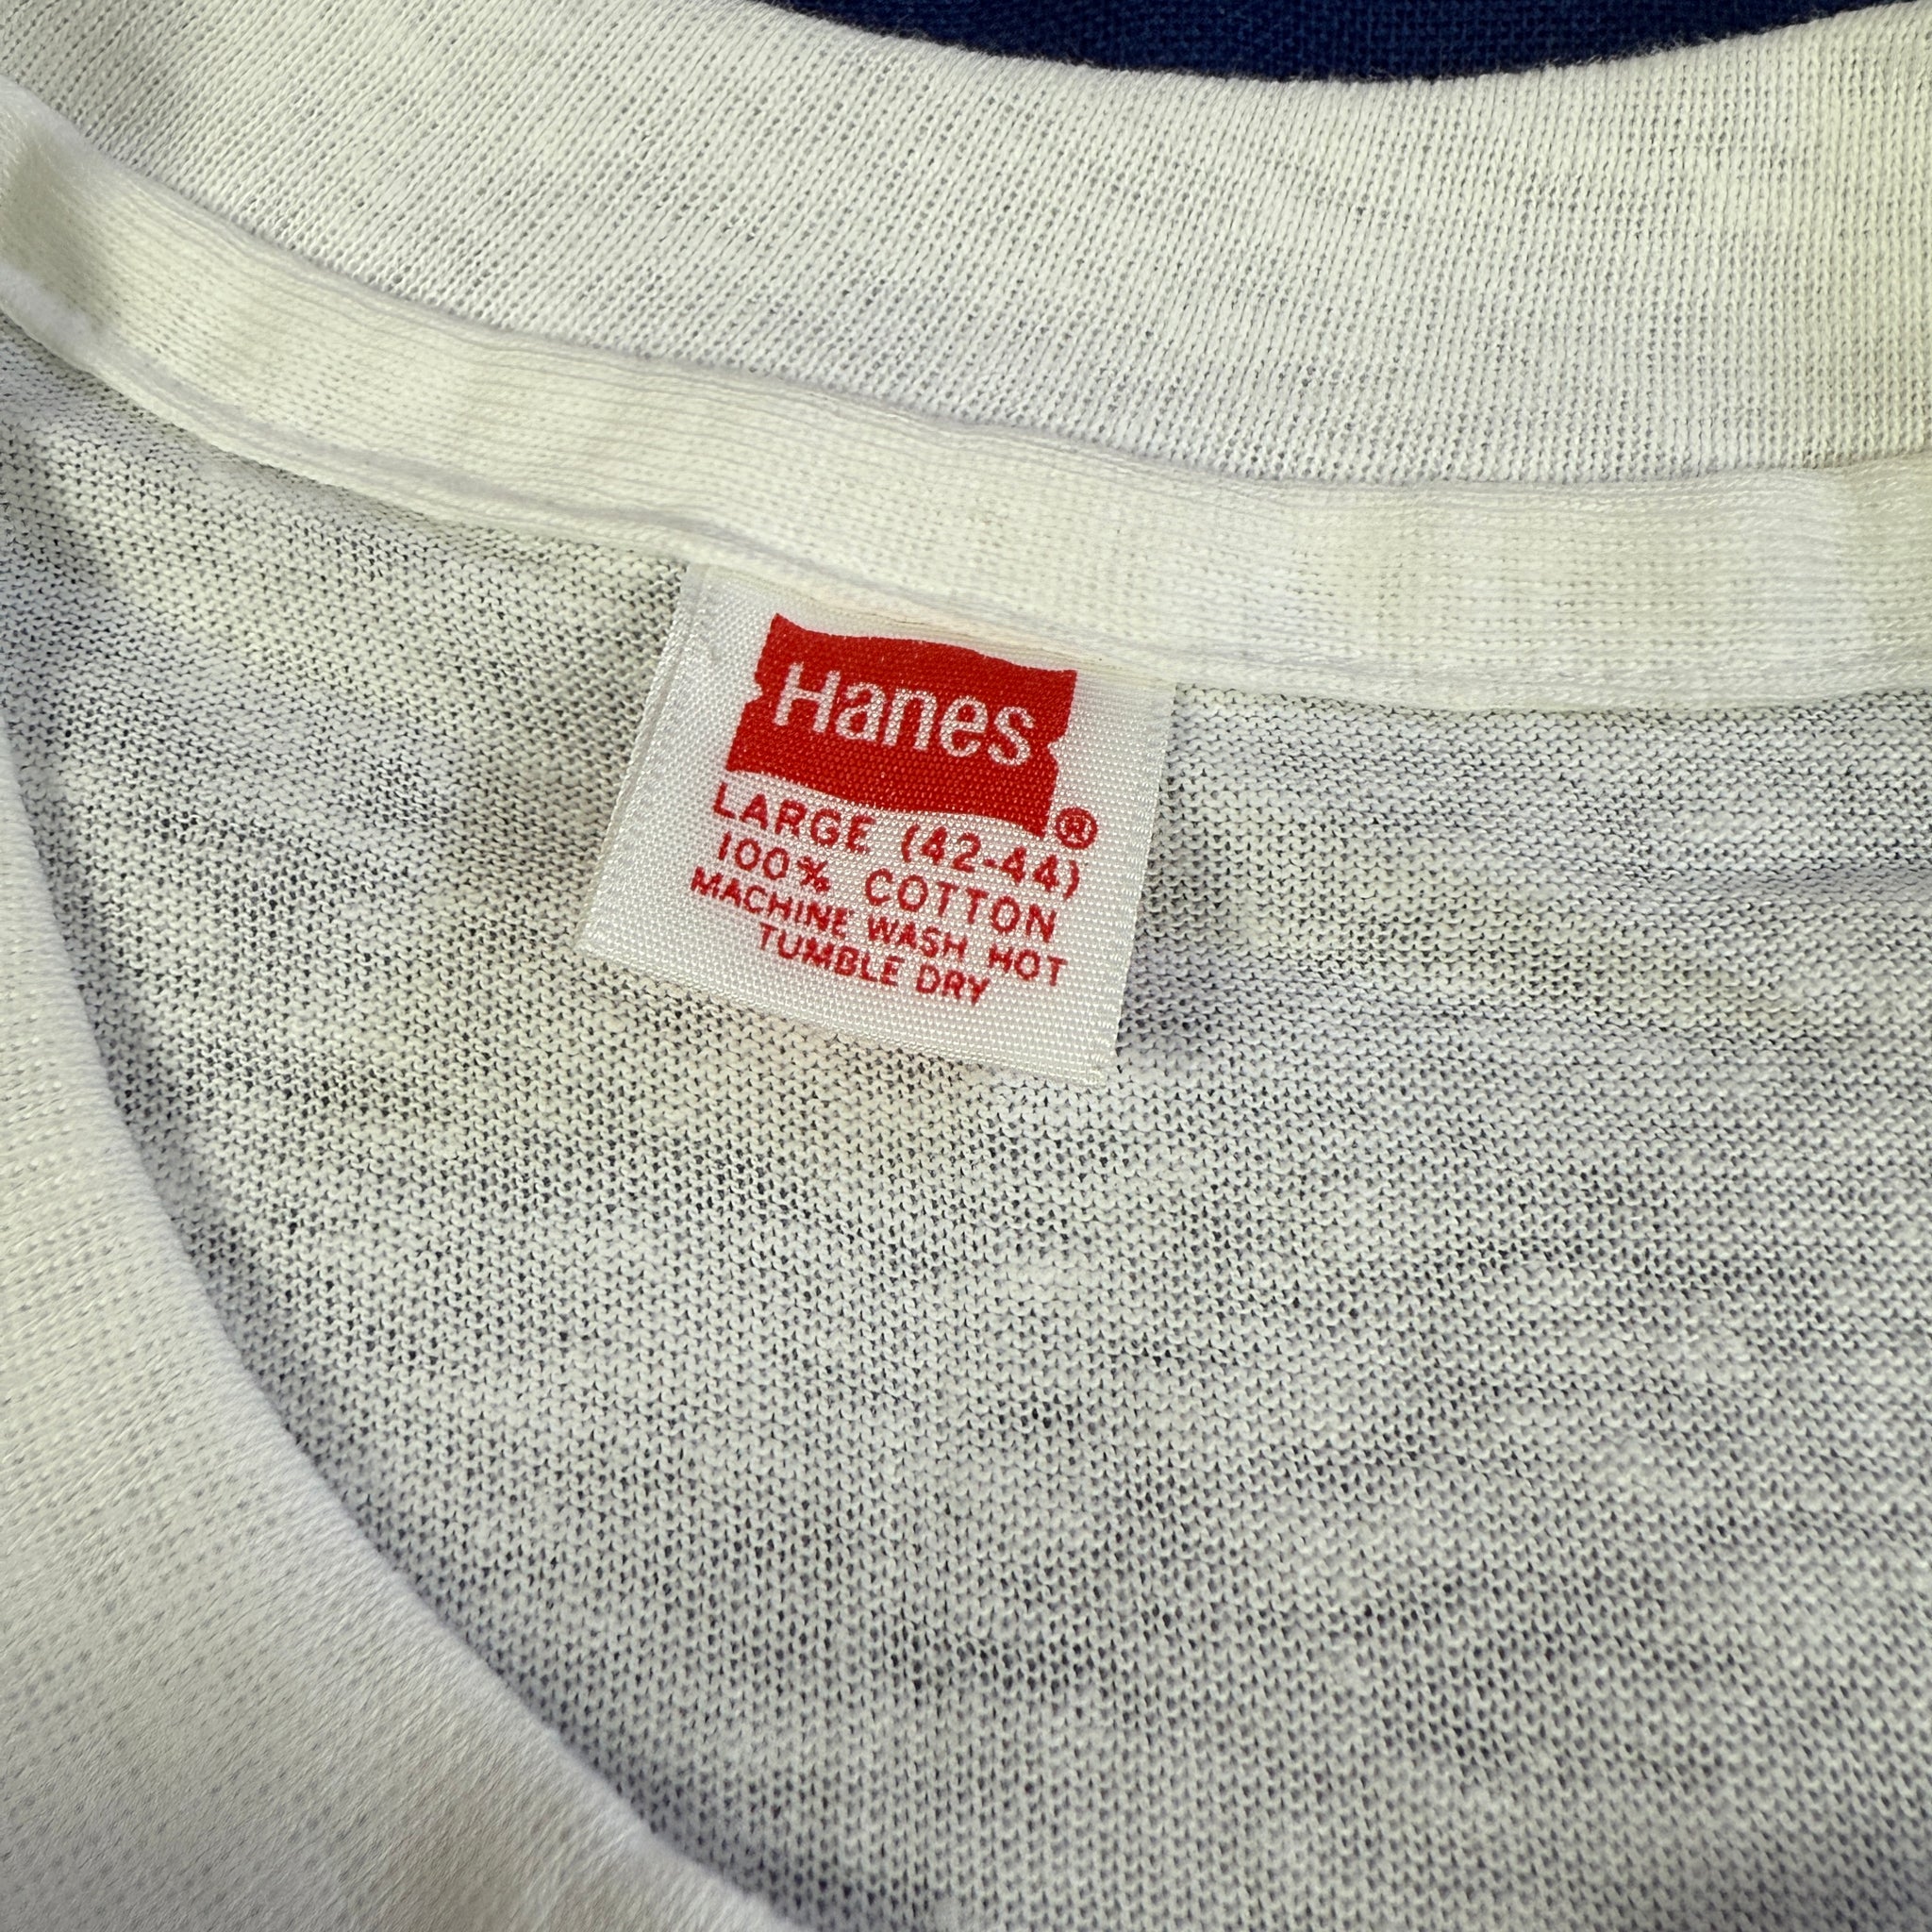 Hanes
®
LARGE (42-44)
100% COTTON
MACHINE WASH HOT
TUMBLE DRY